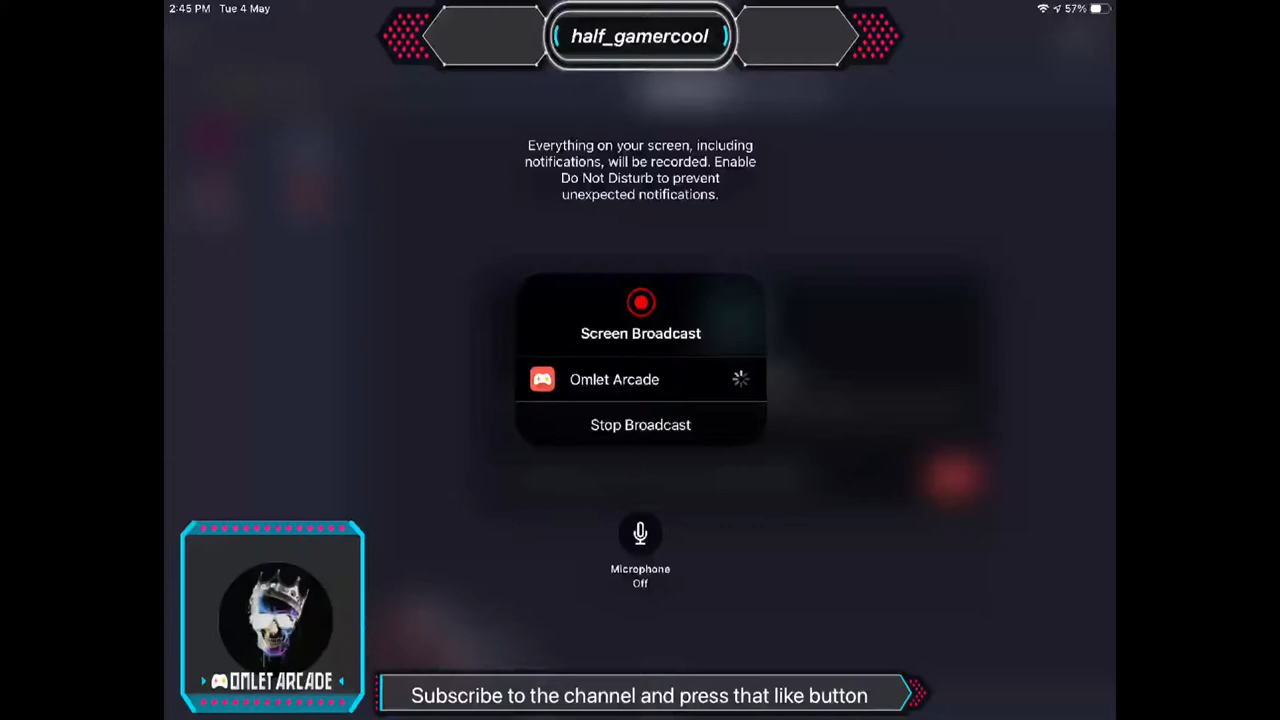 2:45 PM Tue 4 May
57%
half_gamercool
Everything on your screen, including
notifications, will be recorded. Enable
Do Not Disturb to prevent
unexpected notifications.
Screen Broadcast
Omlet Arcade
Stop Broadcast
Microphone
Off
OMLET ARCADE
Subscribe to the channel and press that like button